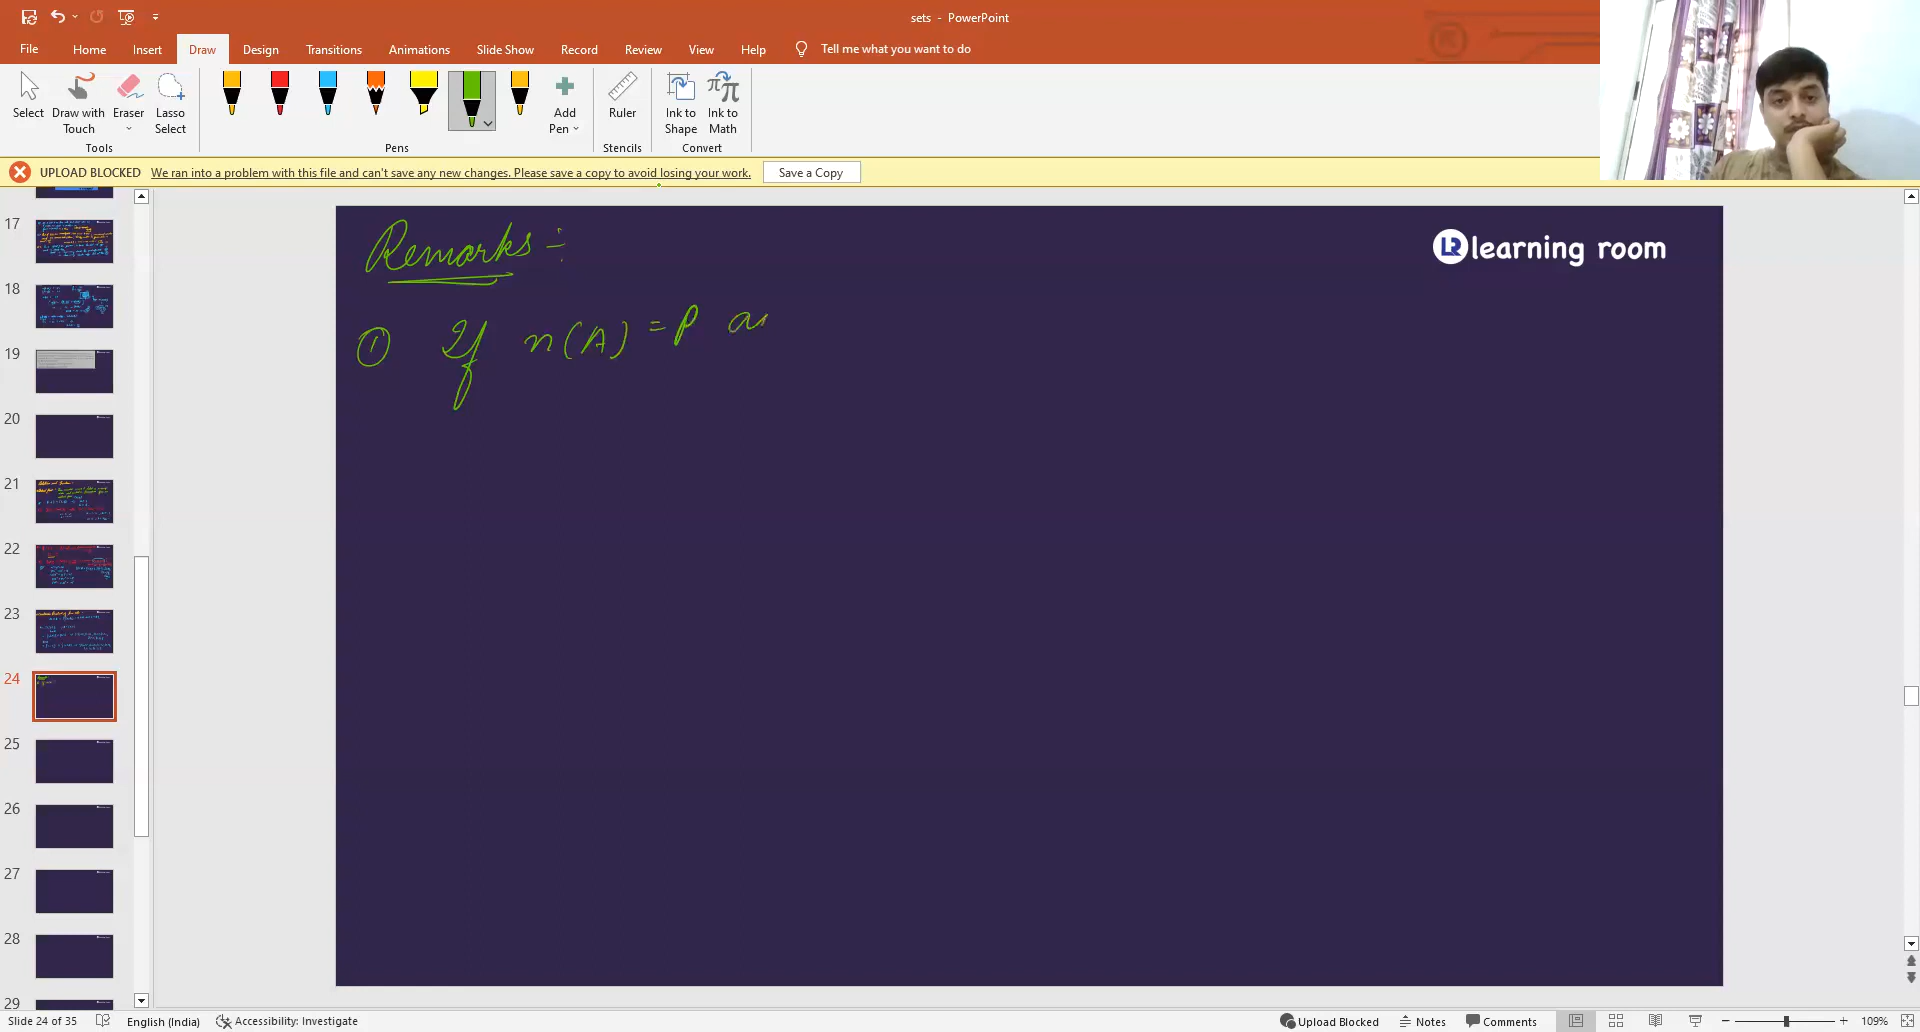 sets - PowerPoint
File Home Insert Draw Design Transitions Animations Slide Show Record Review View Help Tell me what you want to do
Select Draw with Touch Eraser Lasso Select Add Pen Ruler Ink to Shape Ink to Math
Tools Pens Stencils Convert
UPLOAD BLOCKED We ran into a problem with this file and can't save any new changes. Please save a copy to avoid losing your work. Save a Copy
17
18
19
20
21
22
23
24
25
26
27
28
29
Remarks :-
LR learning room
① If n(A) = p
Slide 24 of 35 English (India) Accessibility: Investigate Upload Blocked Notes Comments 109%